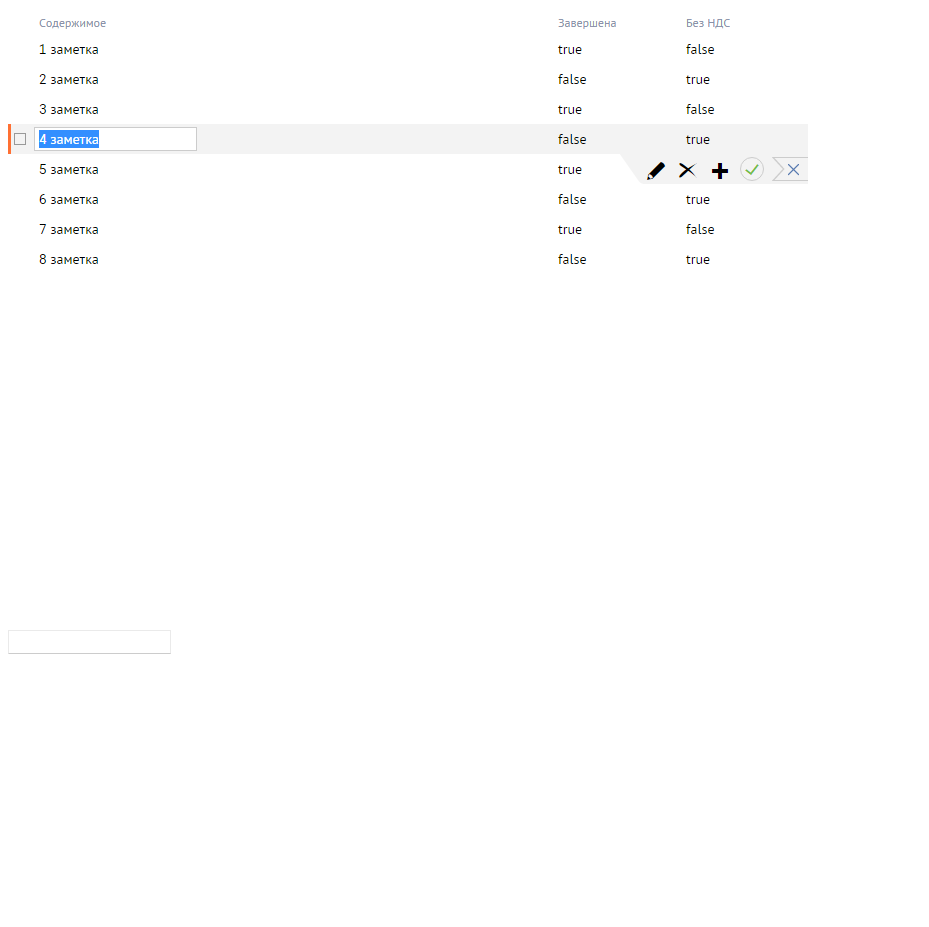 Содержимое Завершена Без НДС
1 заметка true false
2 заметка false true
3 заметка true false
4 заметка false true
5 заметка true
6 заметка false true
7 заметка true false
8 заметка false true